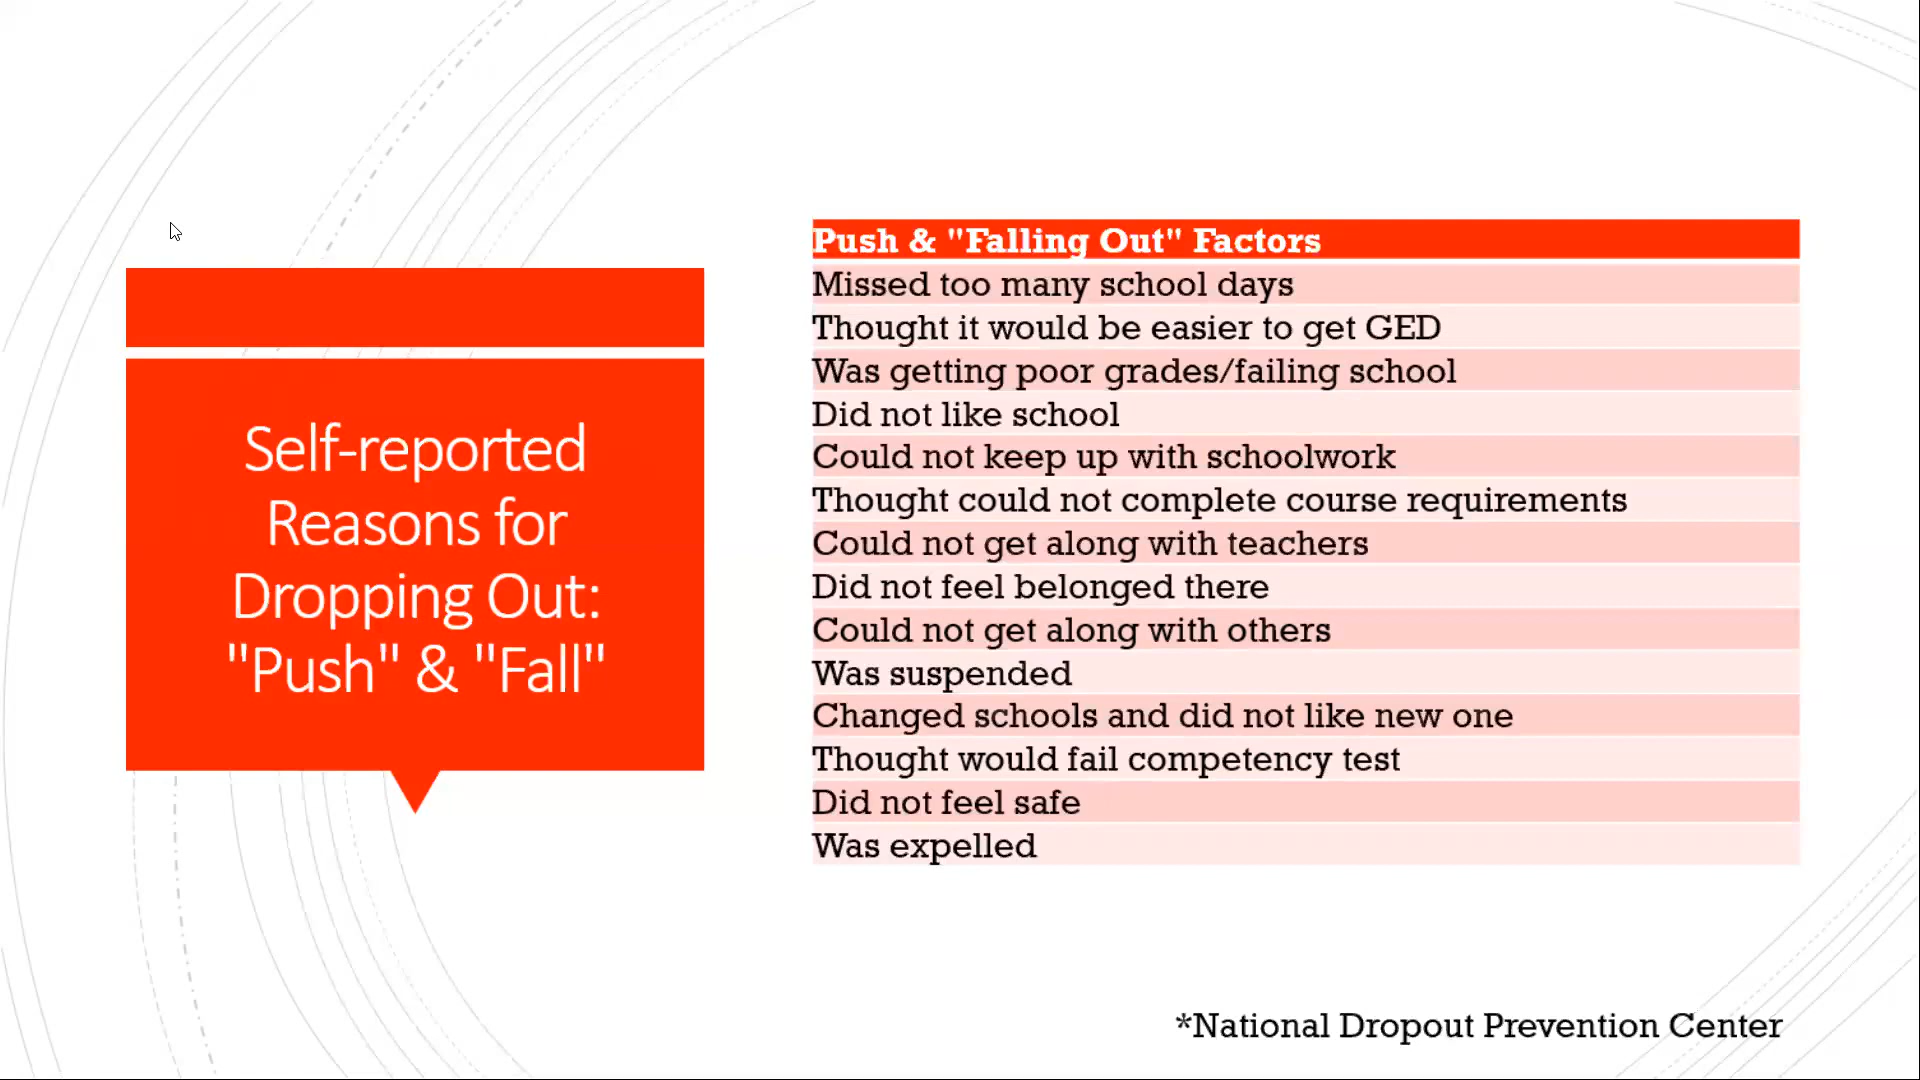 Self-reported
Reasons for
Dropping Out:
"Push" & "Fall"
Push & "Falling Out" Factors
Missed too many school days
Thought it would be easier to get GED
Was getting poor grades/failing school
Did not like school
Could not keep up with schoolwork
Thought could not complete course requirements
Could not get along with teachers
Did not feel belonged there
Could not get along with others
Was suspended
Changed schools and did not like new one
Thought would fail competency test
Did not feel safe
Was expelled
*National Dropout Prevention Center